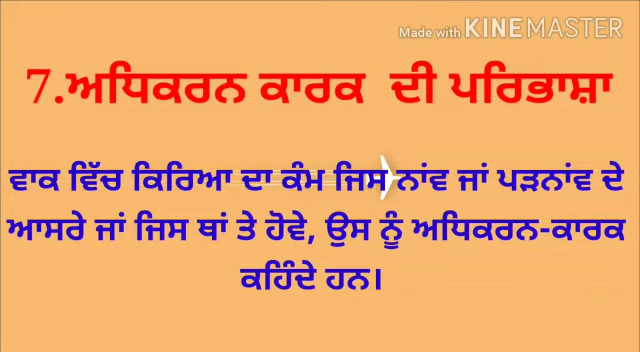 Made with KINEMASTER
7.ਅਧਿਕਰਨ ਕਾਰਕ ਦੀ ਪਰਿਭਾਸ਼ਾ
ਵਾਕ ਵਿੱਚ ਕਿਰਿਆ ਦਾ ਕੰਮ ਜਿਸ ਨਾਂਵ ਜਾਂ ਪੜਨਾਂਵ ਦੇ
ਆਸਰੇ ਜਾਂ ਜਿਸ ਥਾਂ ਤੇ ਹੋਵੇ, ਉਸ ਨੂੰ ਅਧਿਕਰਨ-ਕਾਰਕ
ਕਹਿੰਦੇ ਹਨ।